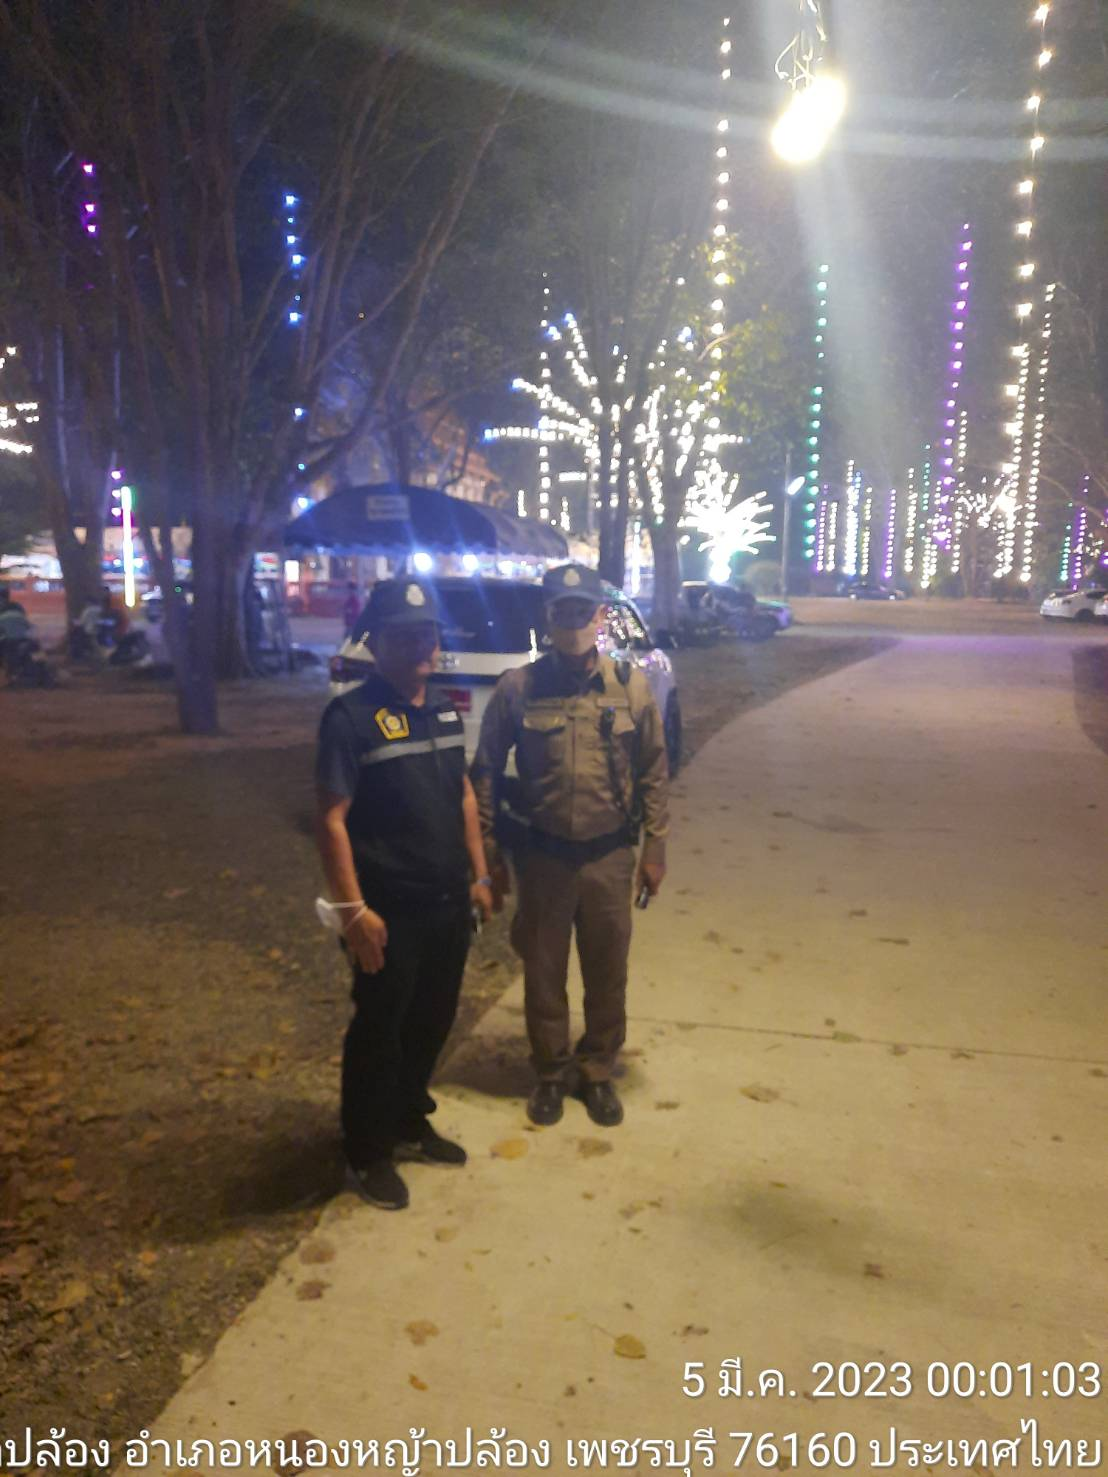 5 มี.ค. 2023 00:01:03
าปล้อง อำเภอหนองหญ้าปล้อง เพชรบุรี 76160 ประเทศไทย